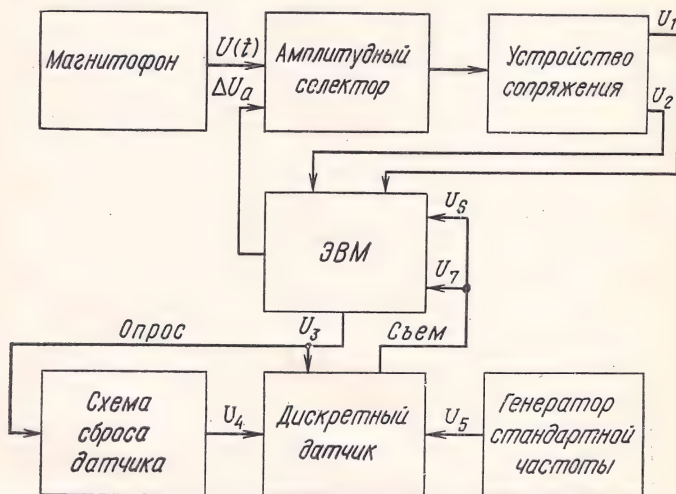 Магнитофон
U(t)
ΔUa
Амплитудный
селектор
Устройство
сопряжения
U1
U2
ЭВМ
U6
U7
Опрос
U3
Съем
Схема
сброса
датчика
U4
Дискретный
датчик
U5
Генератор
стандартной
частоты